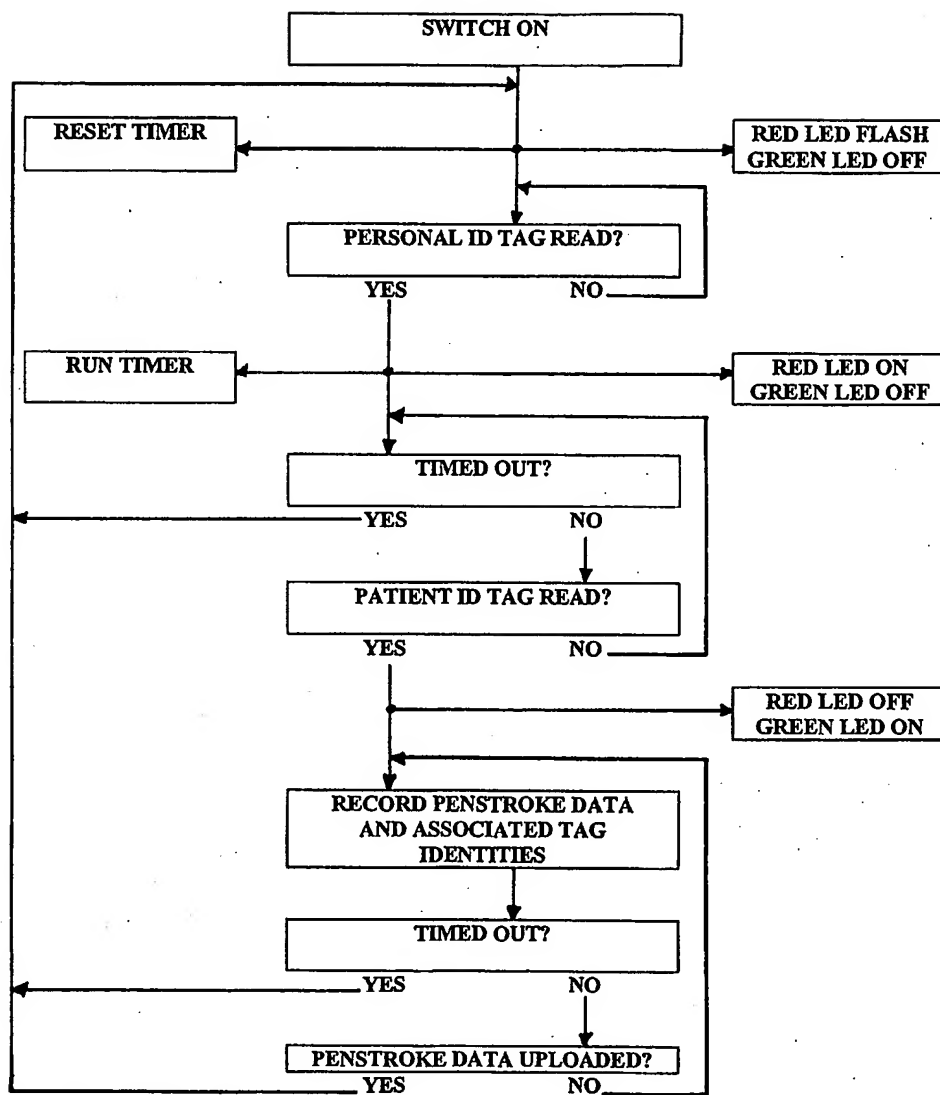 SWITCH ON
RESET TIMER
RED LED FLASH
GREEN LED OFF
PERSONAL ID TAG READ?
YES NO
RUN TIMER
RED LED ON
GREEN LED OFF
TIMED OUT?
YES NO
PATIENT ID TAG READ?
YES NO
RED LED OFF
GREEN LED ON
RECORD PENSTROKE DATA
AND ASSOCIATED TAG
IDENTITIES
TIMED OUT?
YES NO
PENSTROKE DATA UPLOADED?
YES NO